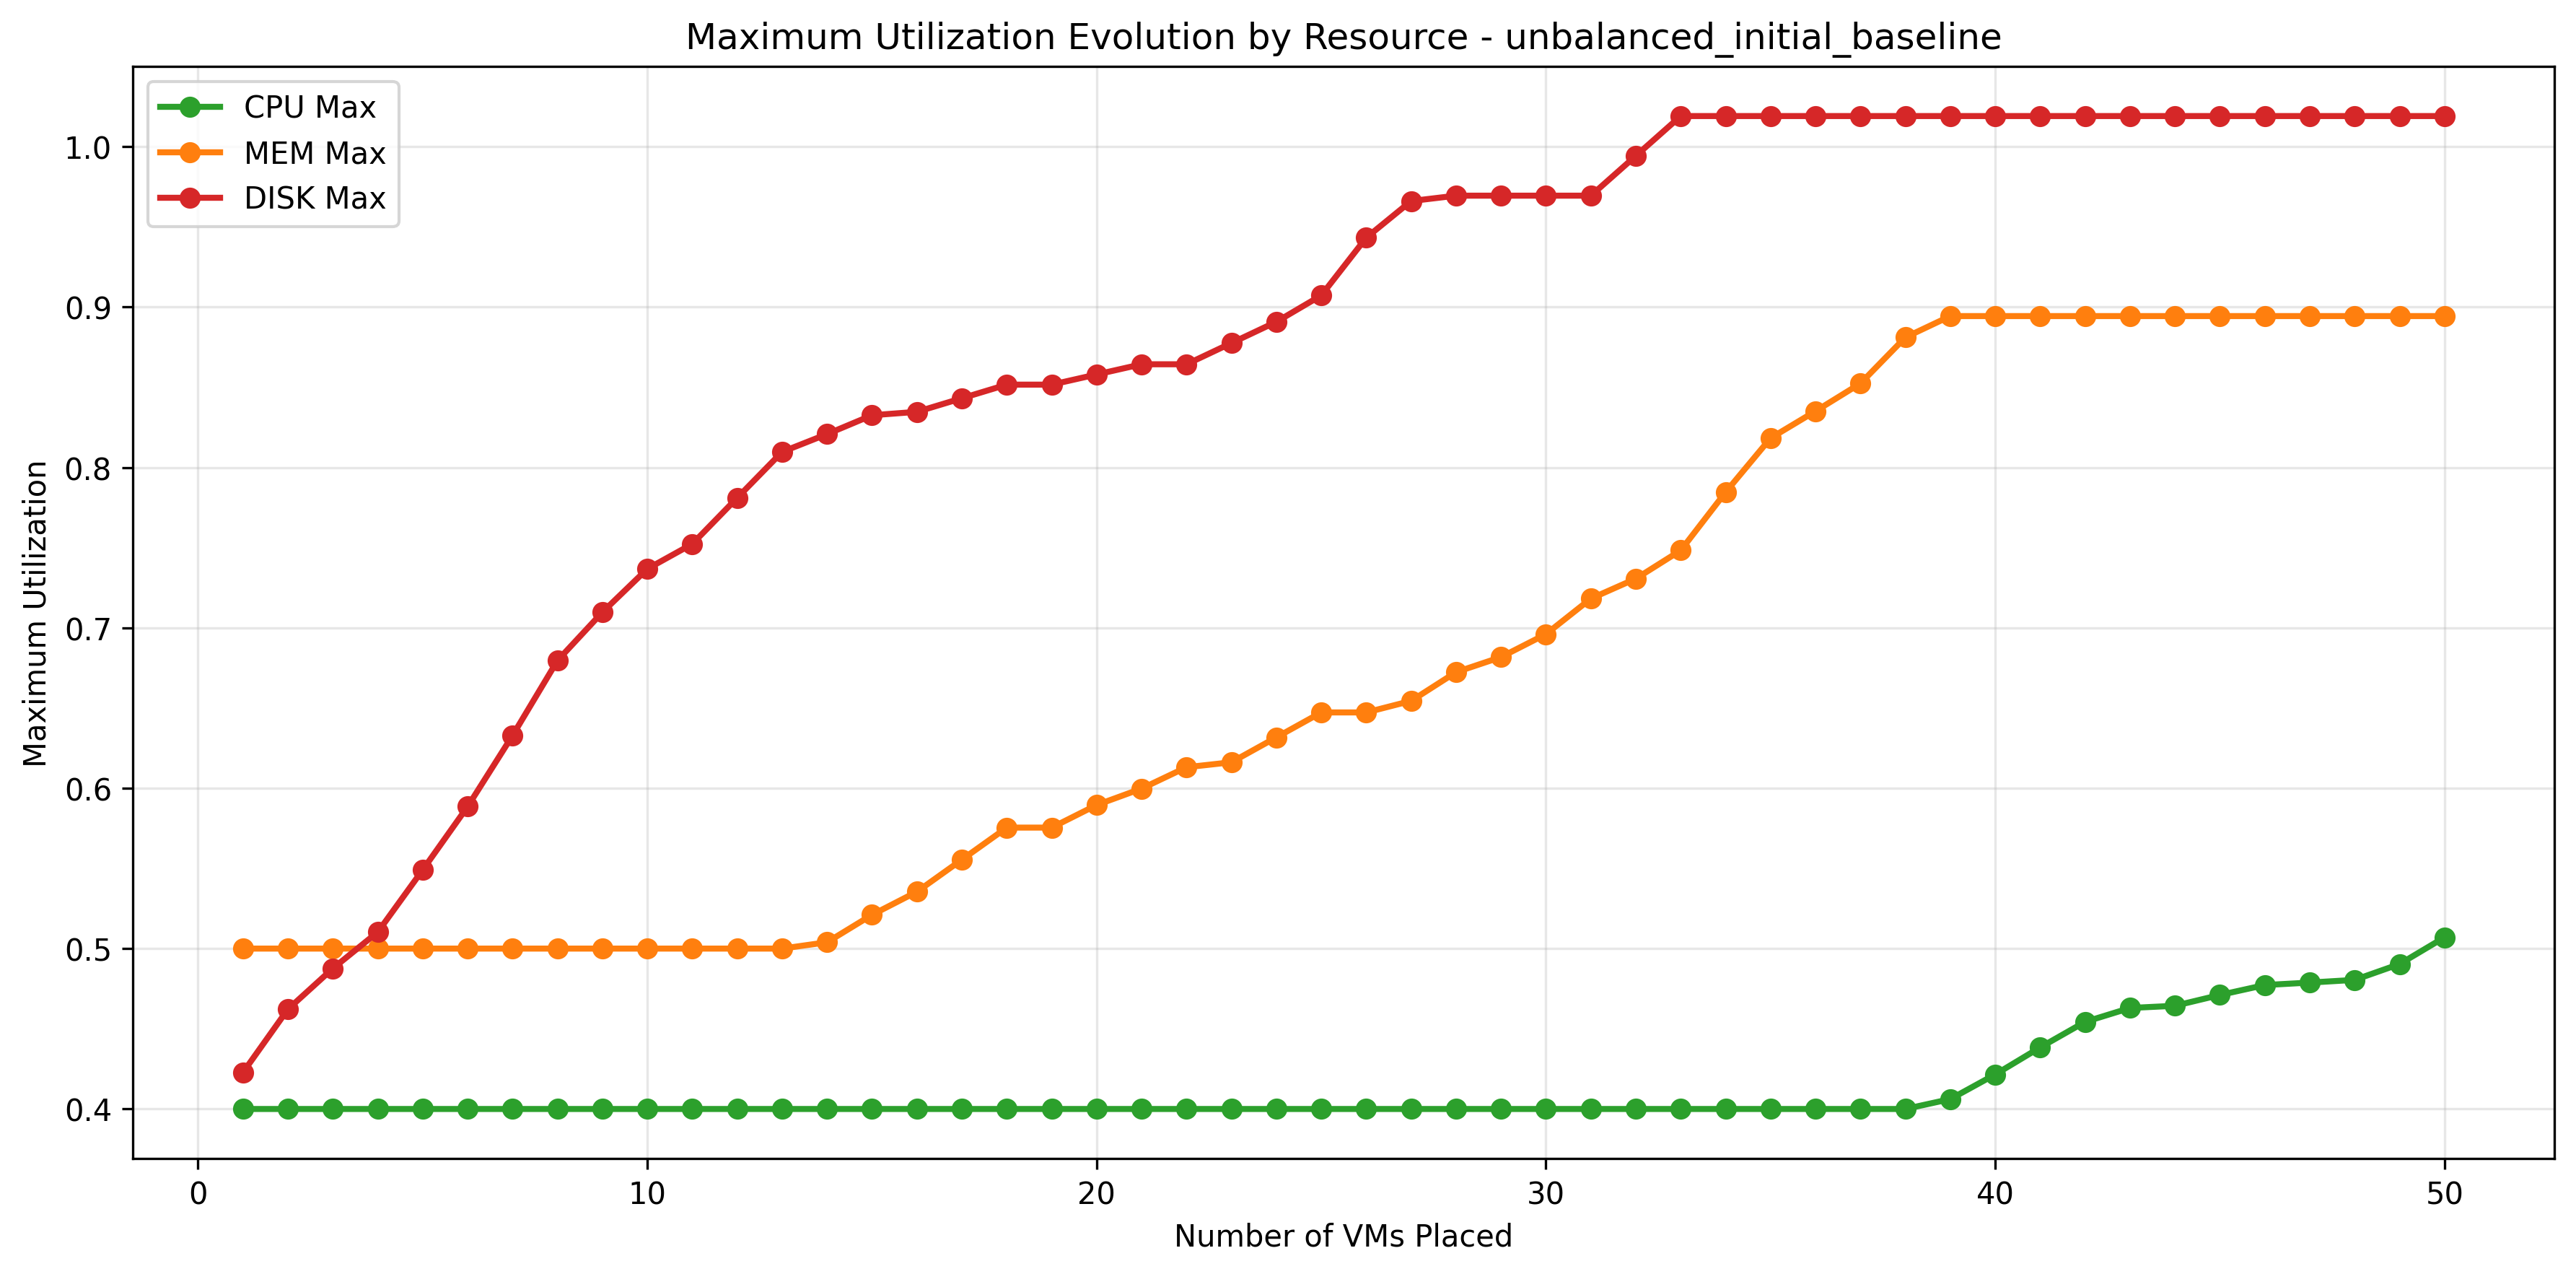 Maximum Utilization Evolution by Resource - unbalanced_initial_baseline
CPU Max
MEM Max
DISK Max
Maximum Utilization
1.0
0.9
0.8
0.7
0.6
0.5
0.4
0 10 20 30 40 50
Number of VMs Placed